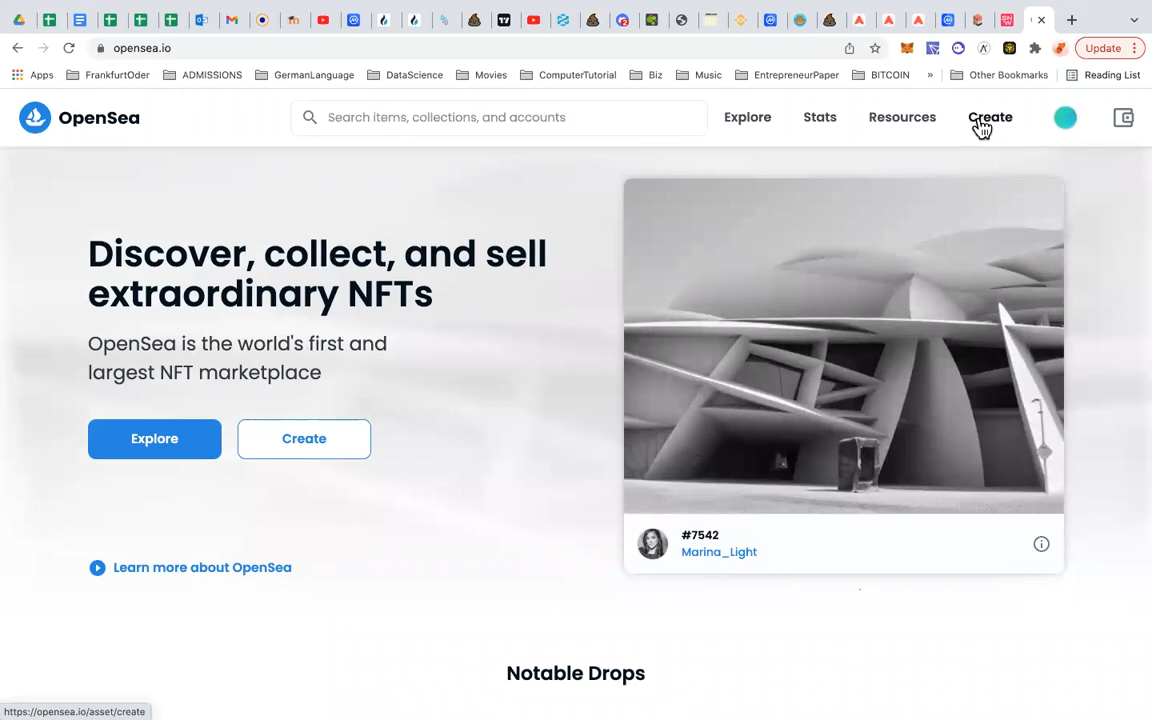 opensea.io
Update
Apps
FrankfurtOder
ADMISSIONS
GermanLanguage
DataScience
Movies
ComputerTutorial
Biz
Music
EntrepreneurPaper
BITCOIN
»
Other Bookmarks
Reading List
OpenSea
Search items, collections, and accounts
Explore
Stats
Resources
Create
Discover, collect, and sell
extraordinary NFTs
OpenSea is the world's first and
largest NFT marketplace
Explore
Create
#7542
Marina_Light
Learn more about OpenSea
Notable Drops
https://opensea.io/asset/create